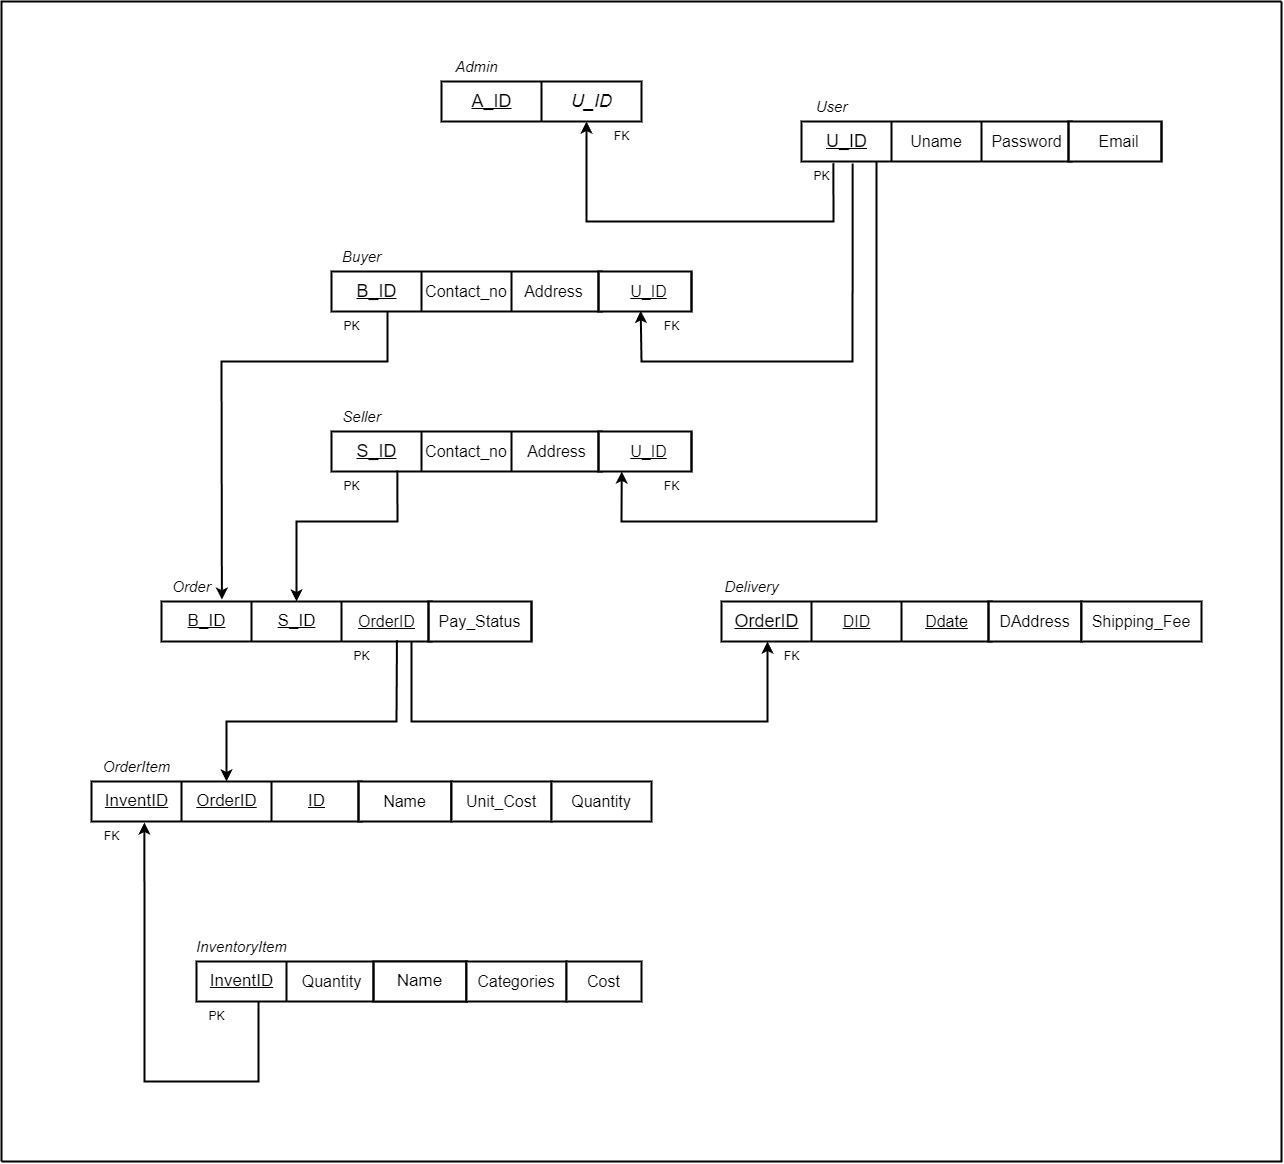 Admin
A_ID U_ID
FK
User
U_ID Uname Password Email
PK
Buyer
B_ID Contact_no Address U_ID
PK FK
Seller
S_ID Contact_no Address U_ID
PK FK
Order
B_ID S_ID OrderID Pay_Status
PK
Delivery
OrderID DID Ddate DAddress Shipping_Fee
FK
OrderItem
InventID OrderID ID Name Unit_Cost Quantity
FK
InventoryItem
InventID Quantity Name Categories Cost
PK